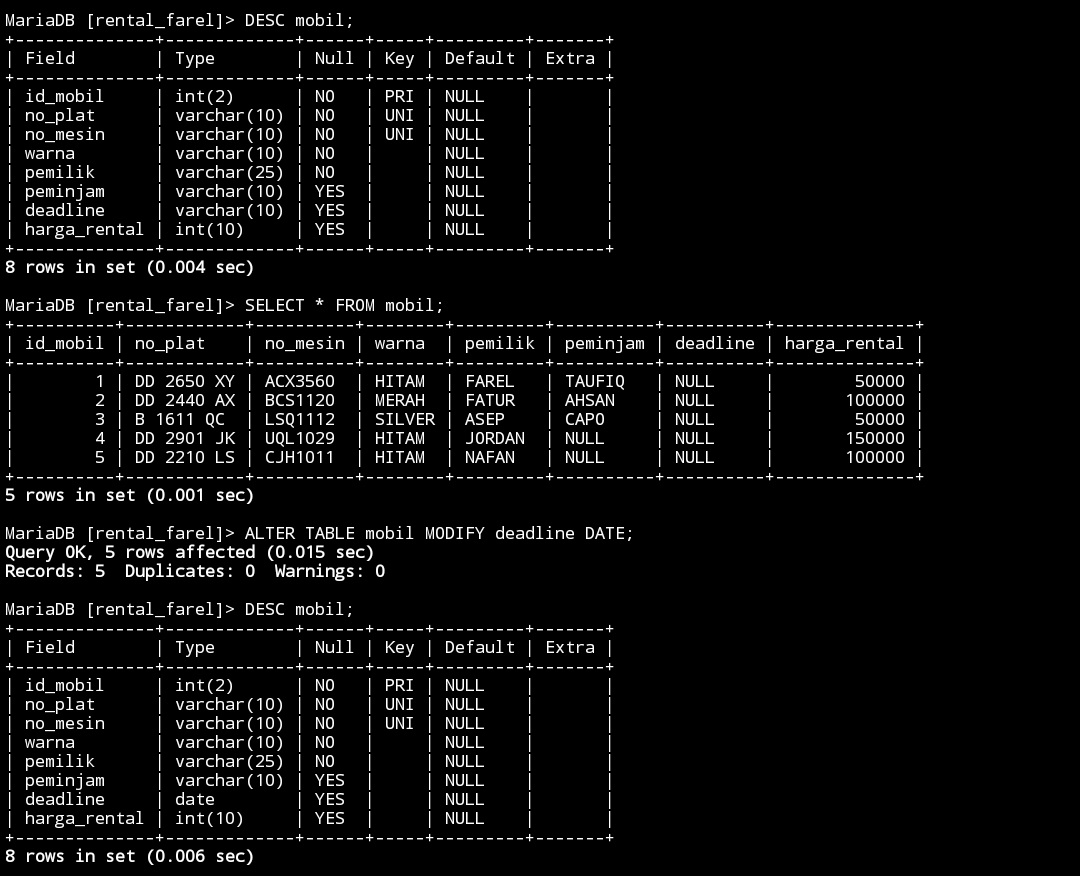 MariaDB [rental_farel]> DESC mobil;
+--------------+-------------+------+-----+---------+-------+
| Field        | Type        | Null | Key | Default | Extra |
+--------------+-------------+------+-----+---------+-------+
| id_mobil     | int(2)      | NO   | PRI | NULL    |       |
| no_plat      | varchar(10) | NO   | UNI | NULL    |       |
| no_mesin     | varchar(10) | NO   | UNI | NULL    |       |
| warna        | varchar(10) | NO   |     | NULL    |       |
| pemilik      | varchar(25) | NO   |     | NULL    |       |
| peminjam     | varchar(10) | YES  |     | NULL    |       |
| deadline     | varchar(10) | YES  |     | NULL    |       |
| harga_rental | int(10)     | YES  |     | NULL    |       |
+--------------+-------------+------+-----+---------+-------+
8 rows in set (0.004 sec)

MariaDB [rental_farel]> SELECT * FROM mobil;
+----------+------------+----------+--------+---------+----------+----------+--------------+
| id_mobil | no_plat    | no_mesin | warna  | pemilik | peminjam | deadline | harga_rental |
+----------+------------+----------+--------+---------+----------+----------+--------------+
|        1 | DD 2650 XY | ACX3560  | HITAM  | FAREL   | TAUFIQ   | NULL     |        50000 |
|        2 | DD 2440 AX | BCS1120  | MERAH  | FATUR   | AHSAN    | NULL     |       100000 |
|        3 | B 1611 QC  | LSQ1112  | SILVER | ASEP    | CAPO     | NULL     |        50000 |
|        4 | DD 2901 JK | UQL1029  | HITAM  | JORDAN  | NULL     | NULL     |       150000 |
|        5 | DD 2210 LS | CJH1011  | HITAM  | NAFAN   | NULL     | NULL     |       100000 |
+----------+------------+----------+--------+---------+----------+----------+--------------+
5 rows in set (0.001 sec)

MariaDB [rental_farel]> ALTER TABLE mobil MODIFY deadline DATE;
Query OK, 5 rows affected (0.015 sec)
Records: 5  Duplicates: 0  Warnings: 0

MariaDB [rental_farel]> DESC mobil;
+--------------+-------------+------+-----+---------+-------+
| Field        | Type        | Null | Key | Default | Extra |
+--------------+-------------+------+-----+---------+-------+
| id_mobil     | int(2)      | NO   | PRI | NULL    |       |
| no_plat      | varchar(10) | NO   | UNI | NULL    |       |
| no_mesin     | varchar(10) | NO   | UNI | NULL    |       |
| warna        | varchar(10) | NO   |     | NULL    |       |
| pemilik      | varchar(25) | NO   |     | NULL    |       |
| peminjam     | varchar(10) | YES  |     | NULL    |       |
| deadline     | date        | YES  |     | NULL    |       |
| harga_rental | int(10)     | YES  |     | NULL    |       |
+--------------+-------------+------+-----+---------+-------+
8 rows in set (0.006 sec)